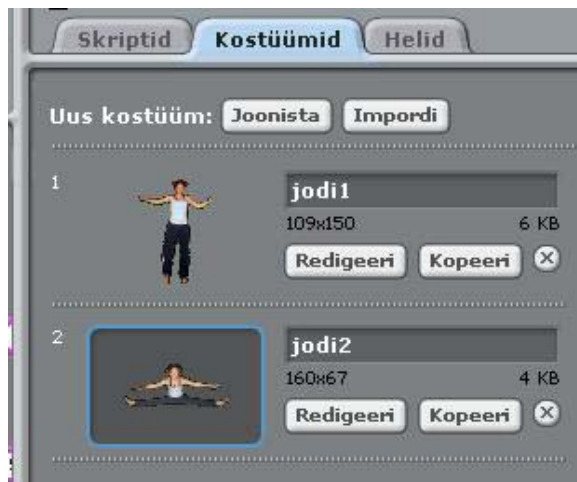 Skriptid Kostüümid Helid
Uus kostüüm: Joonista Impordi
1
jodi1
109x150 6 KB
Redigeeri Kopeeri
2
jodi2
160x67 4 KB
Redigeeri Kopeeri